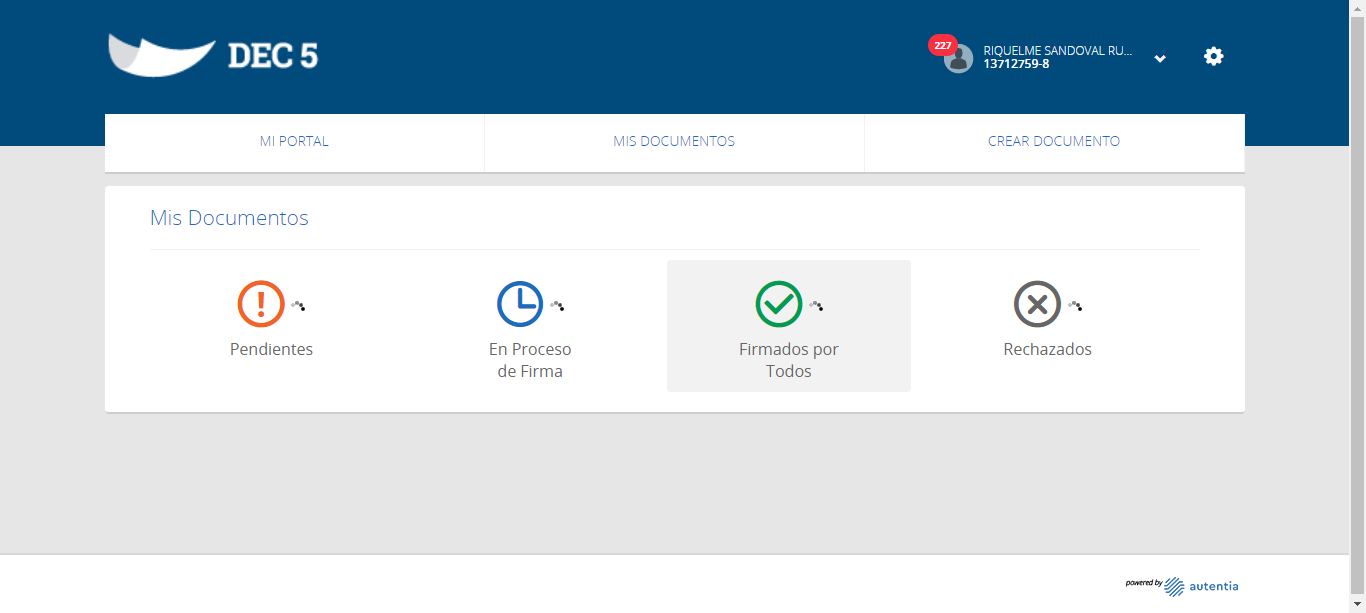 DEC 5
227
RIQUELME SANDOVAL RU...
13712759-8
MI PORTAL
MIS DOCUMENTOS
CREAR DOCUMENTO
Mis Documentos
Pendientes
En Proceso
de Firma
Firmados por
Todos
Rechazados
powered by
autentia